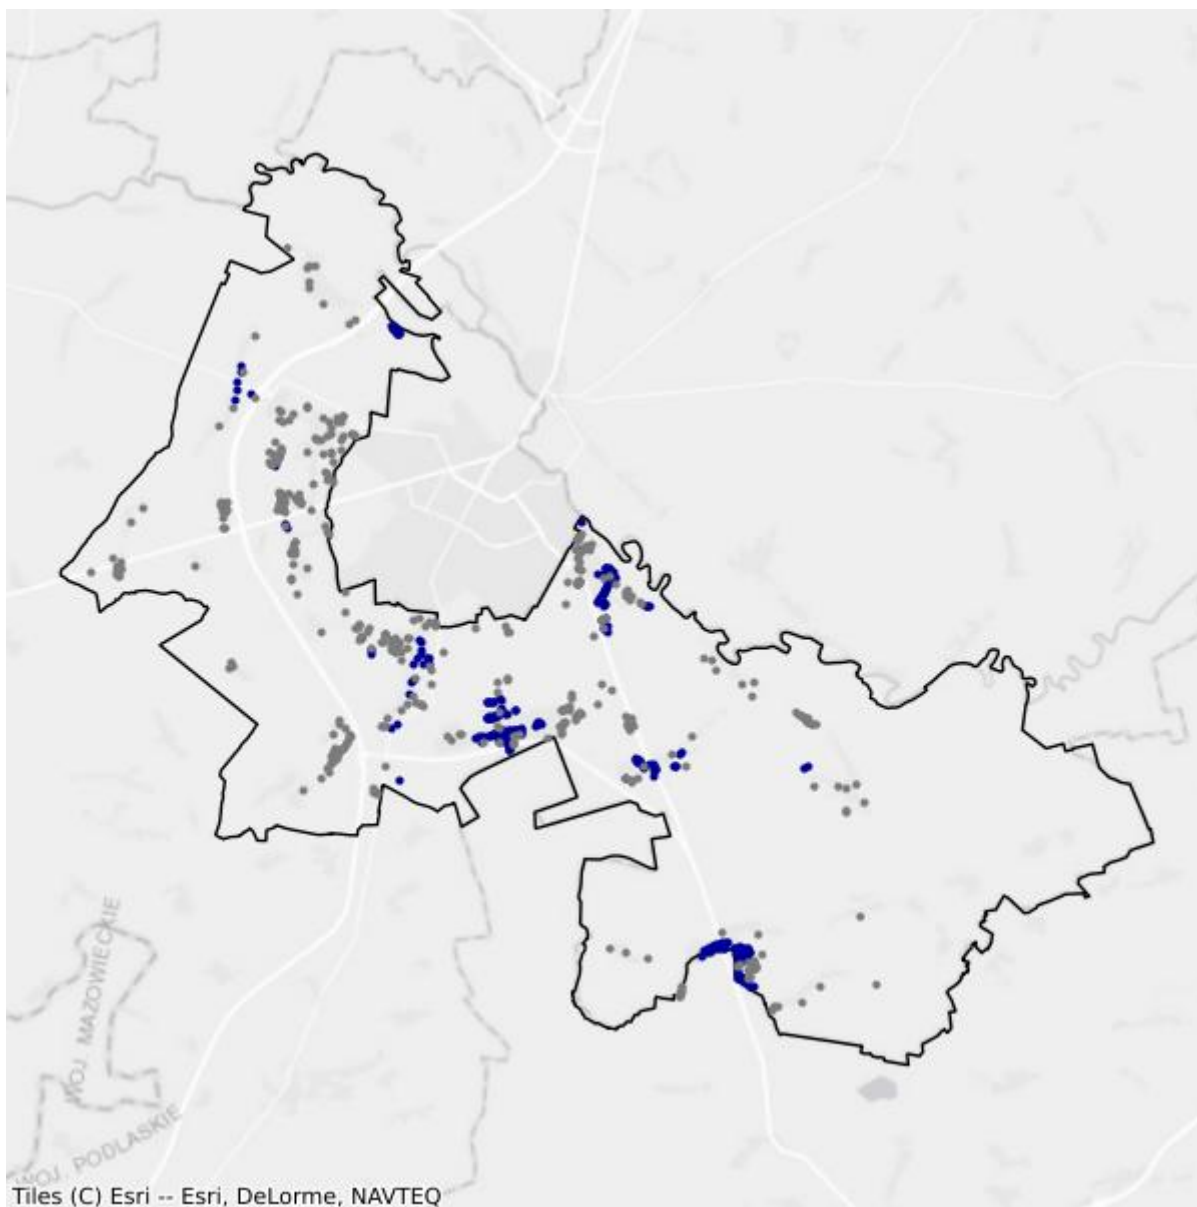 WOJ. MAZOWIECKIE
WOJ. PODLASKIE
Tiles (C) Esri -- Esri, DeLorme, NAVTEQ